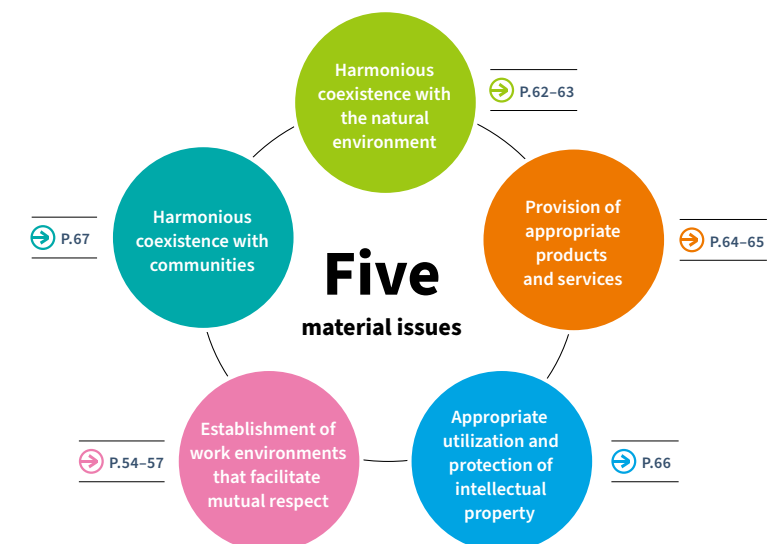 Harmonious
coexistence with
the natural
environment
P.62–63
Provision of
appropriate
products
and services
P.64–65
Appropriate
utilization and
protection of
intellectual
property
P.66
Establishment of
work environments
that facilitate
mutual respect
P.54–57
Harmonious
coexistence with
communities
P.67
Five
material issues